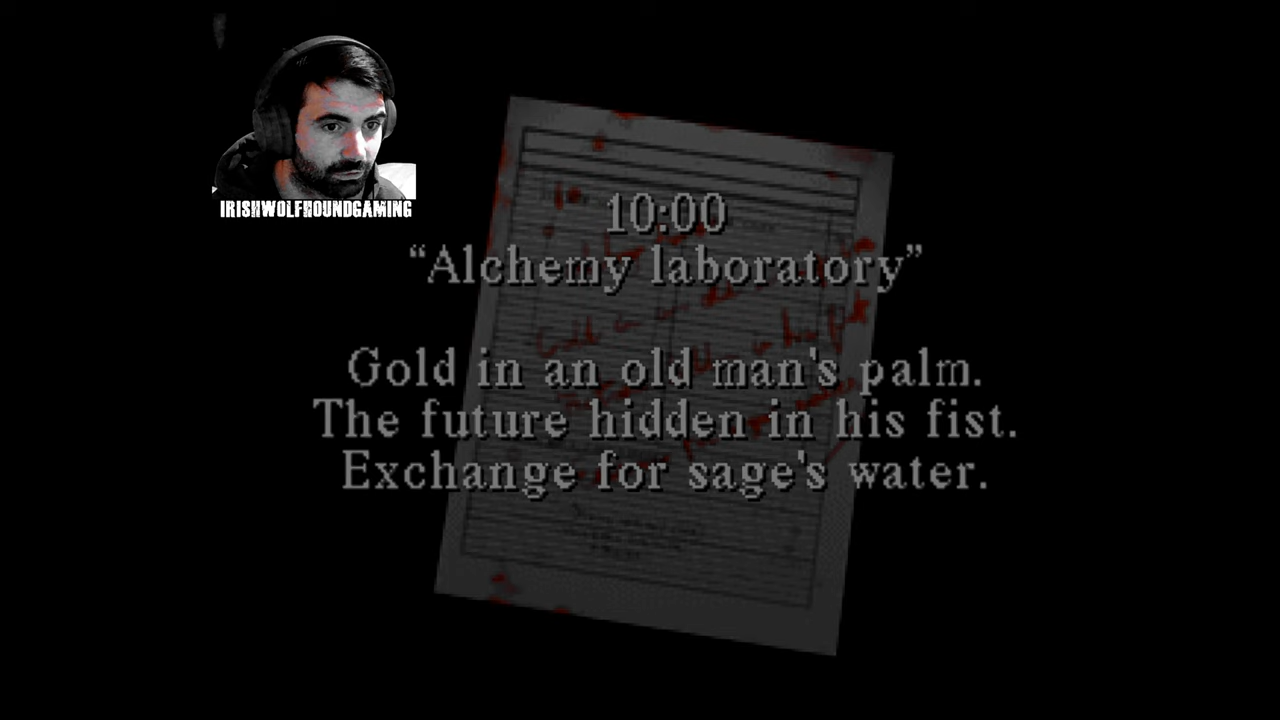 IRISHWOLFHOUNDGAMING
10:00
“Alchemy laboratory”
Gold in an old man's palm.
The future hidden in his fist.
Exchange for sage's water.